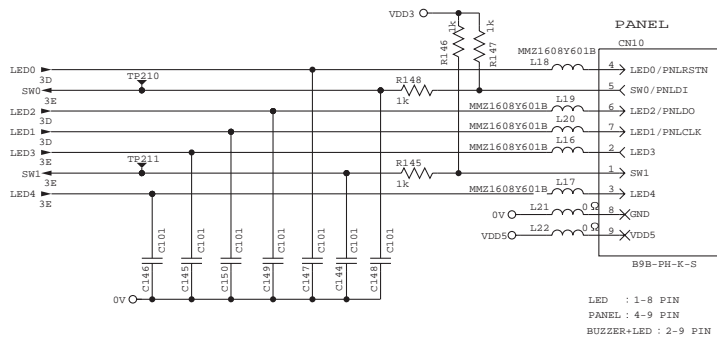 VDD3
PANEL
CN10
R146
1k
R147
1k
MMZ1608Y601B
LED0
3D
L18
4
LED0/PNLRSTN
SW0
3E
TP210
R148
1k
5
SW0/PNLDI
LED2
3D
MMZ1608Y601B
L19
6
LED2/PNLDO
LED1
3D
MMZ1608Y601B
L20
7
LED1/PNLCLK
LED3
3E
MMZ1608Y601B
L16
2
LED3
SW1
3E
TP211
R145
1k
1
SW1
LED4
3E
MMZ1608Y601B
L17
3
LED4
0V
L21
0Ω
8
GND
VDD5
L22
0Ω
9
VDD5
C146
C101
C145
C101
C150
C101
C149
C101
C147
C101
C144
C101
C148
C101
0V
B9B-PH-K-S
LED : 1-8 PIN
PANEL : 4-9 PIN
BUZZER+LED : 2-9 PIN